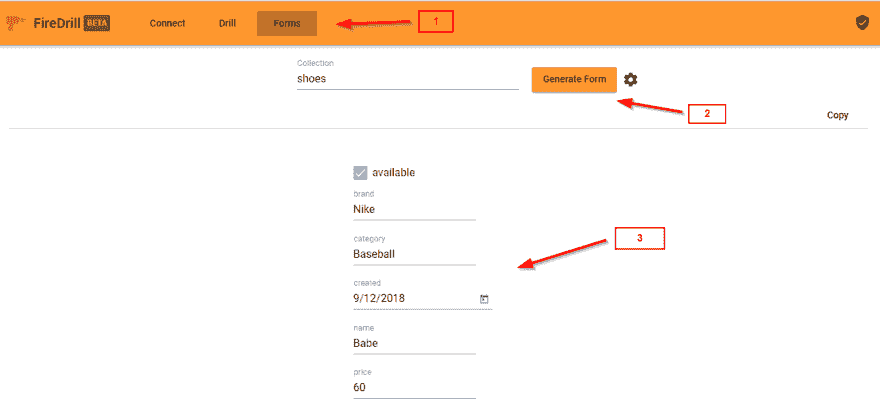 FireDrill BETA Connect Drill Forms 1
Collection
shoes
Generate Form
2
Copy
available
brand
Nike
category
Baseball
3
created
9/12/2018
name
Babe
price
60